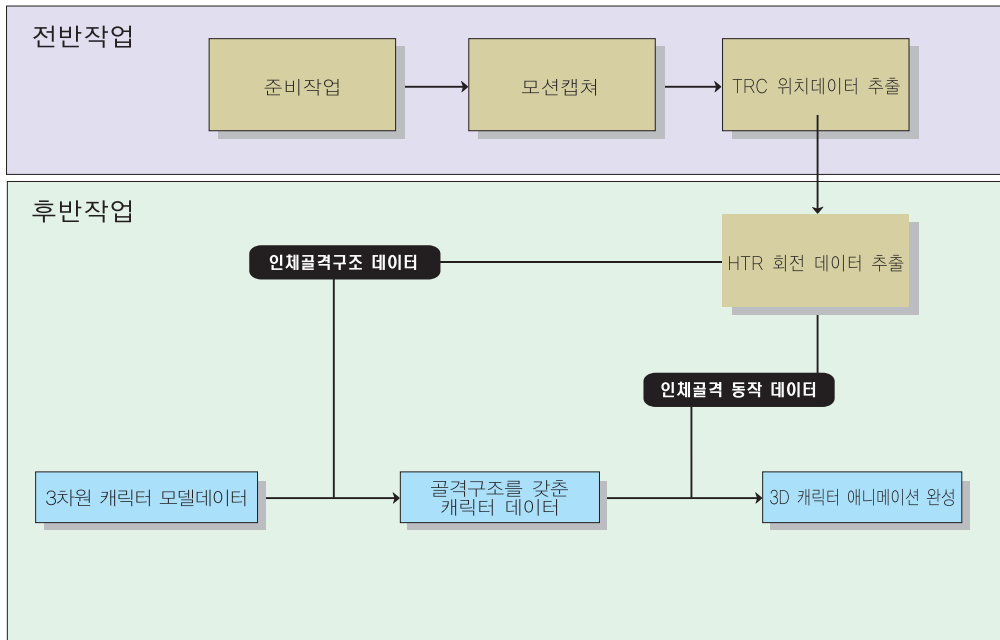 전반작업
준비작업
모션캡쳐
TRC 위치데이터 추출
후반작업
인체골격구조 데이터
HTR 회전 데이터 추출
인체골격 동작 데이터
3차원 캐릭터 모델데이터
골격구조를 갖춘
캐릭터 데이터
3D 캐릭터 애니메이션 완성